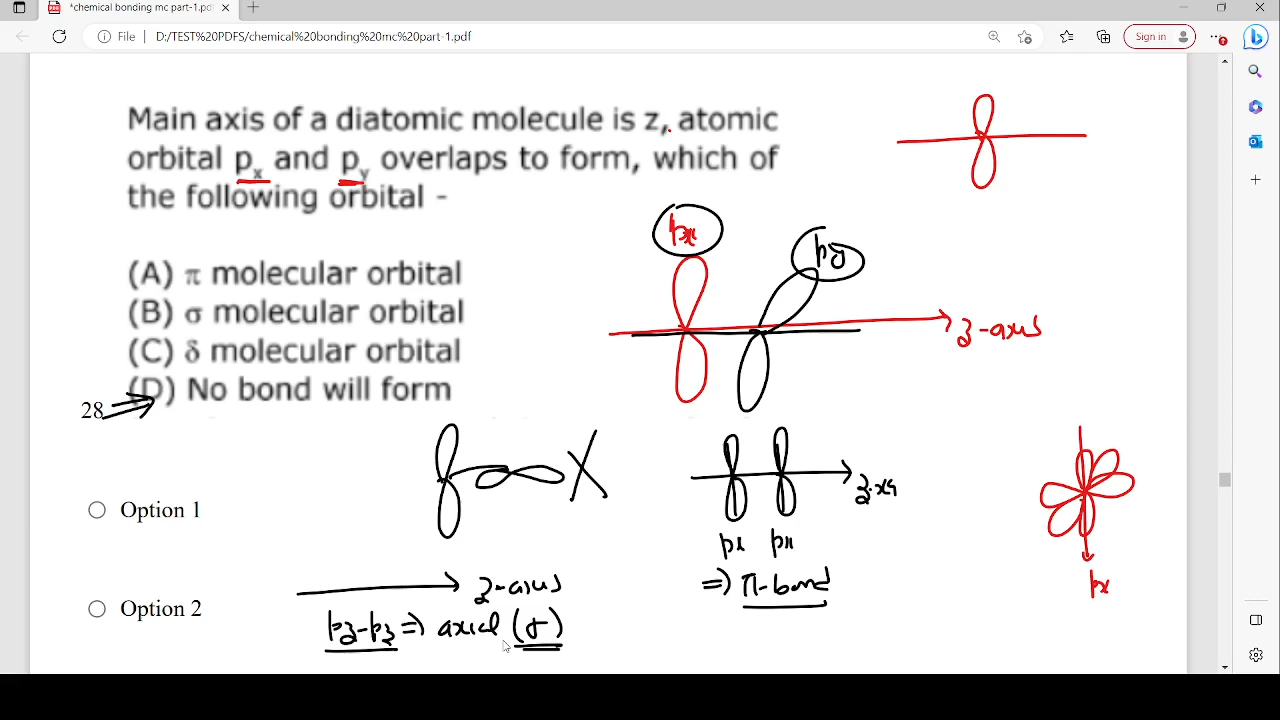 *chemical bonding mc part-1.pdf
File D:/TEST%20PDFS/chemical%20bonding%20mc%20part-1.pdf
Sign in
Main axis of a diatomic molecule is z, atomic
orbital px and py overlaps to form, which of
the following orbital -
px
py
(A) π molecular orbital
(B) σ molecular orbital
z-axis
(C) δ molecular orbital
(D) No bond will form
28
z-axis
Option 1
px px
px
z-axis
⇒ π-bond
Option 2
pz-pz ⇒ axial (σ)